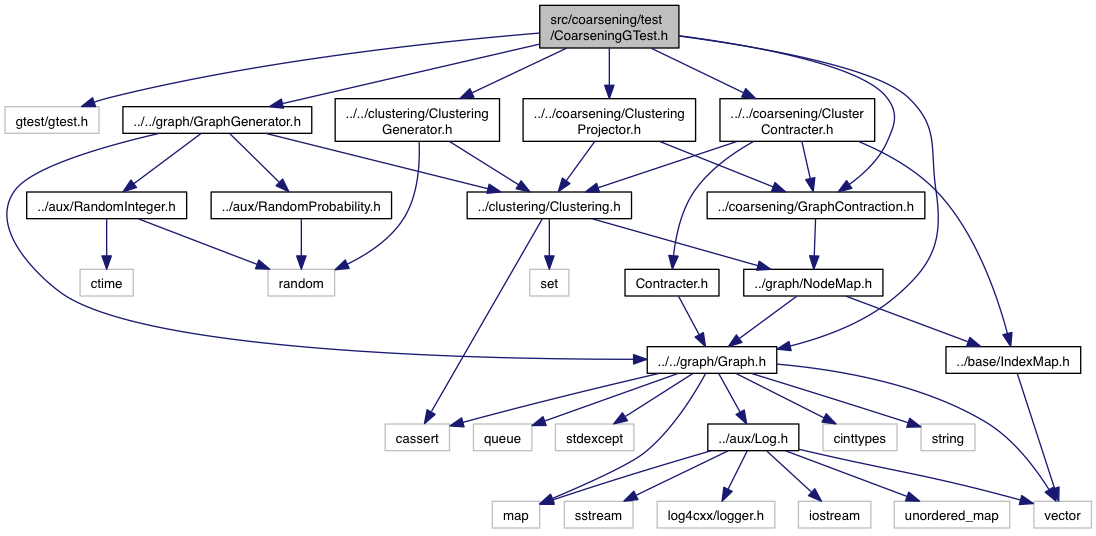 src/coarsening/test
/CoarseningGTest.h
gtest/gtest.h
../../graph/GraphGenerator.h
../../clustering/Clustering
Generator.h
../../coarsening/Clustering
Projector.h
../../coarsening/Cluster
Contracter.h
../aux/RandomInteger.h
../aux/RandomProbability.h
../clustering/Clustering.h
../coarsening/GraphContraction.h
ctime
random
set
Contracter.h
../graph/NodeMap.h
../../graph/Graph.h
../base/IndexMap.h
cassert
queue
stdexcept
../aux/Log.h
cinttypes
string
map
sstream
log4cxx/logger.h
iostream
unordered_map
vector